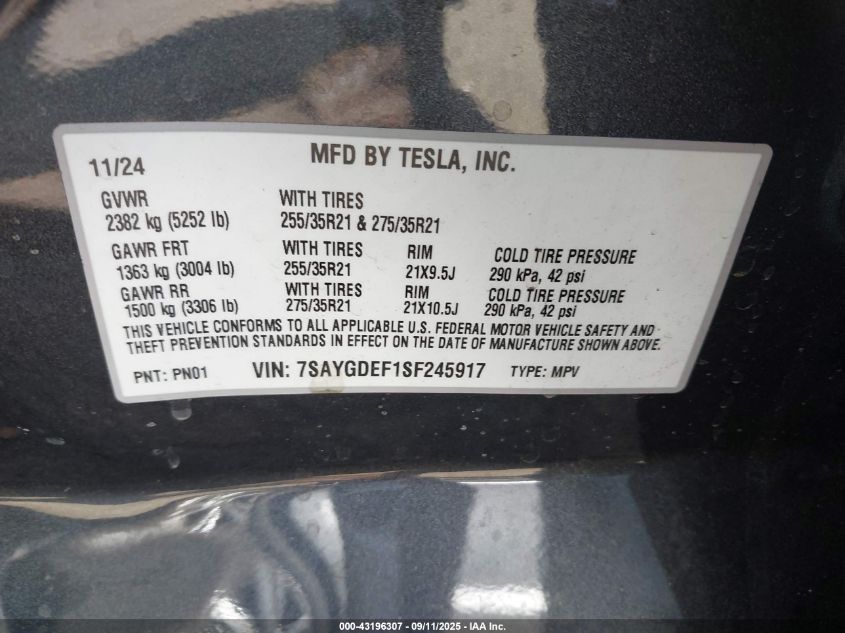 11/24 MFD BY TESLA, INC.
GVWR WITH TIRES
2382 kg (5252 lb) 255/35R21 & 275/35R21
GAWR FRT WITH TIRES RIM COLD TIRE PRESSURE
1363 kg (3004 lb) 255/35R21 21X9.5J 290 kPa, 42 psi
GAWR RR WITH TIRES RIM COLD TIRE PRESSURE
1500 kg (3306 lb) 275/35R21 21X10.5J 290 kPa, 42 psi
THIS VEHICLE CONFORMS TO ALL APPLICABLE U.S. FEDERAL MOTOR VEHICLE SAFETY AND
THEFT PREVENTION STANDARDS IN EFFECT ON THE DATE OF MANUFACTURE SHOWN ABOVE.
PNT: PN01 VIN: 7SAYGDEF1SF245917 TYPE: MPV
000-43196307 - 09/11/2025 - IAA Inc.